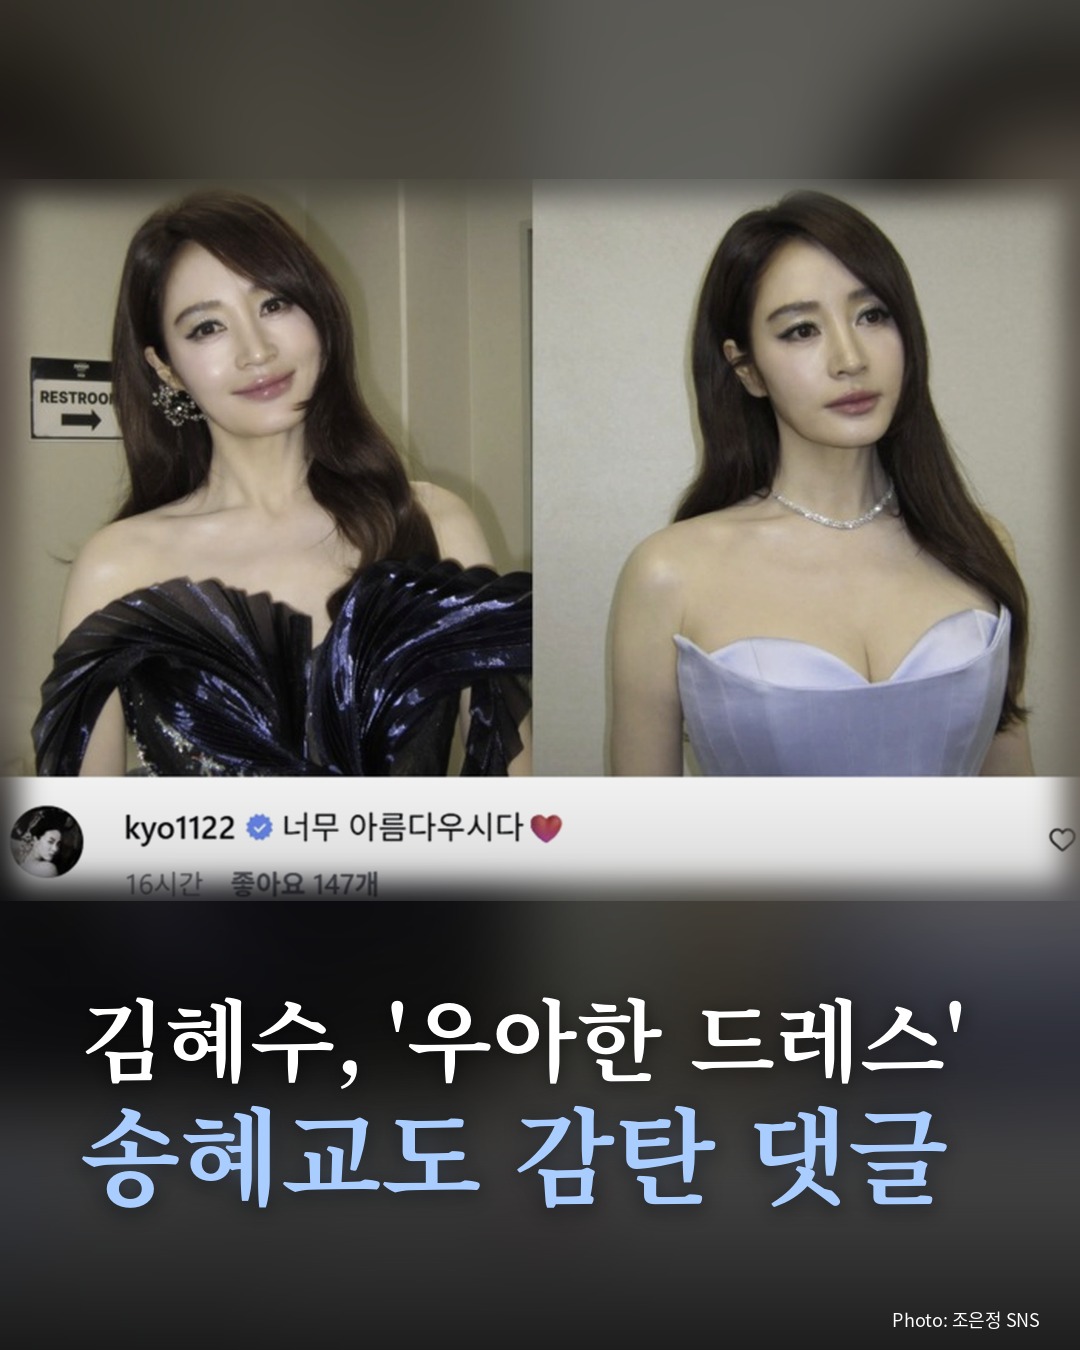 RESTROOM
kyo1122 너무 아름다우시다❤️
16시간 좋아요 147개
김혜수, '우아한 드레스'
송혜교도 감탄 댓글
Photo: 조은정 SNS